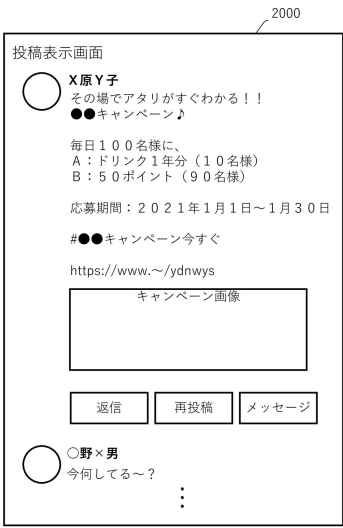 2000
投稿表示画面
X原Y子
その場でアタリがすぐわかる！！
●●キャンペーン♪
毎日１００名様に、
A：ドリンク１年分（１０名様）
B：５０ポイント（９０名様）
応募期間：２０２１年１月１日～１月３０日
#●●キャンペーン今すぐ
https://www.～/ydnwys
キャンペーン画像
返信
再投稿
メッセージ
○野×男
今何してる～？